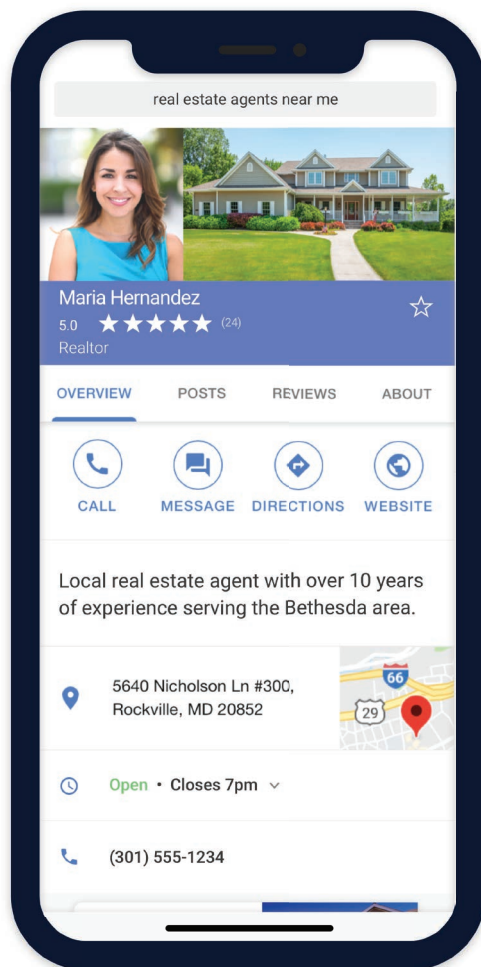 real estate agents near me
Maria Hernandez
5.0 ★★★★★ (24)
Realtor
OVERVIEW POSTS REVIEWS ABOUT
CALL MESSAGE DIRECTIONS WEBSITE
Local real estate agent with over 10 years
of experience serving the Bethesda area.
5640 Nicholson Ln #300,
Rockville, MD 20852
66
29
Open • Closes 7pm
(301) 555-1234